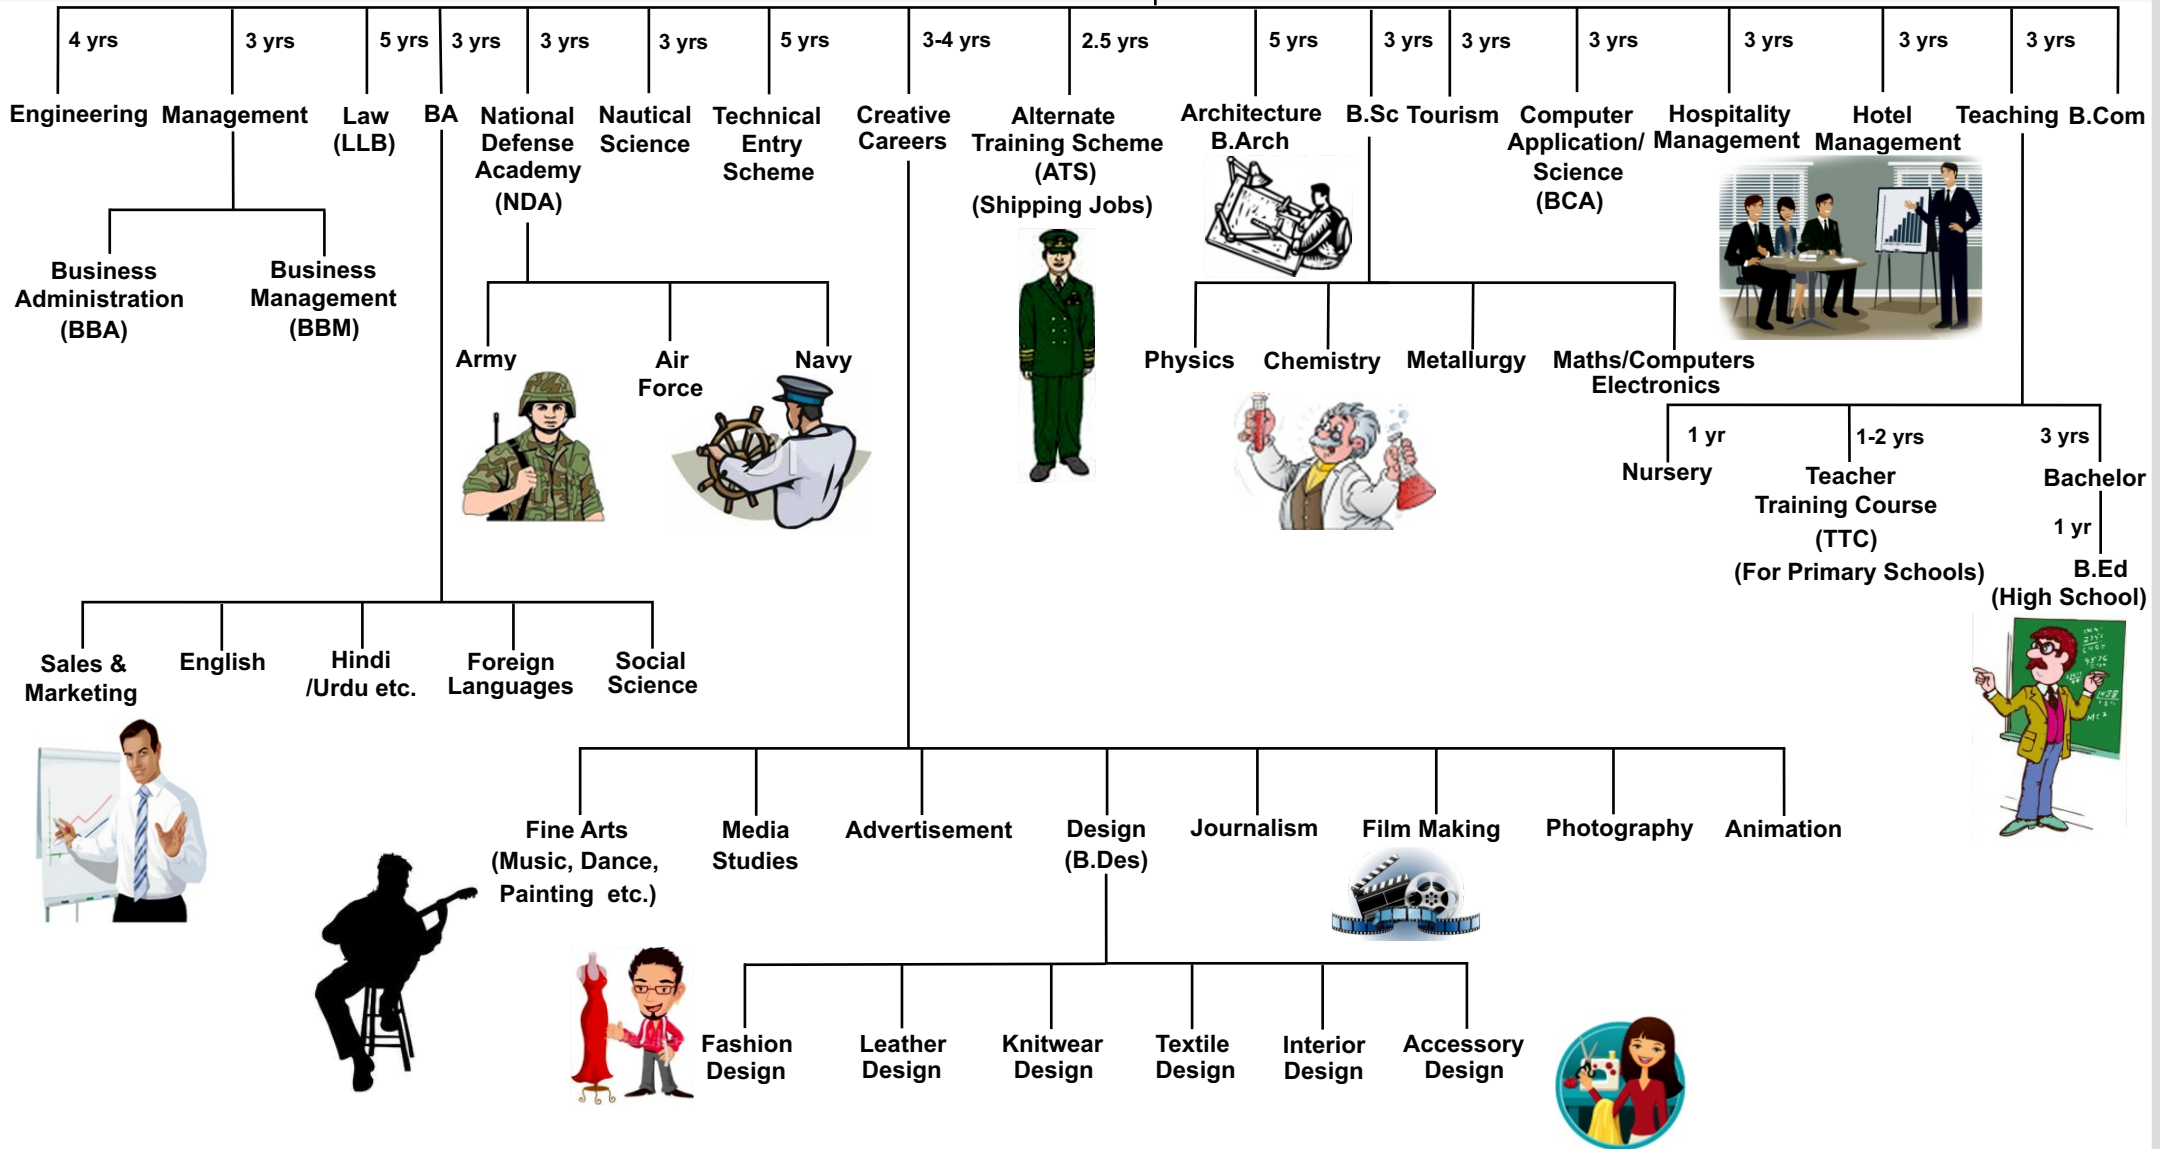 4 yrs
3 yrs
5 yrs
3 yrs
3 yrs
3 yrs
5 yrs
3-4 yrs
2.5 yrs
5 yrs
3 yrs
3 yrs
3 yrs
3 yrs
3 yrs
3 yrs
Engineering
Management
Law
(LLB)
BA
National
Defense
Academy
(NDA)
Nautical
Science
Technical
Entry
Scheme
Creative
Careers
Alternate
Training Scheme
(ATS)
(Shipping Jobs)
Architecture
B.Arch
B.Sc
Tourism
Computer
Application/
Science
(BCA)
Hospitality
Management
Hotel
Management
Teaching
B.Com
Business
Administration
(BBA)
Business
Management
(BBM)
Army
Air
Force
Navy
Physics
Chemistry
Metallurgy
Maths/Computers
Electronics
1 yr
Nursery
1-2 yrs
Teacher
Training Course
(TTC)
(For Primary Schools)
3 yrs
Bachelor
1 yr
B.Ed
(High School)
Sales &
Marketing
English
Hindi
/Urdu etc.
Foreign
Languages
Social
Science
Fine Arts
(Music, Dance,
Painting etc.)
Media
Studies
Advertisement
Design
(B.Des)
Journalism
Film Making
Photography
Animation
Fashion
Design
Leather
Design
Knitwear
Design
Textile
Design
Interior
Design
Accessory
Design